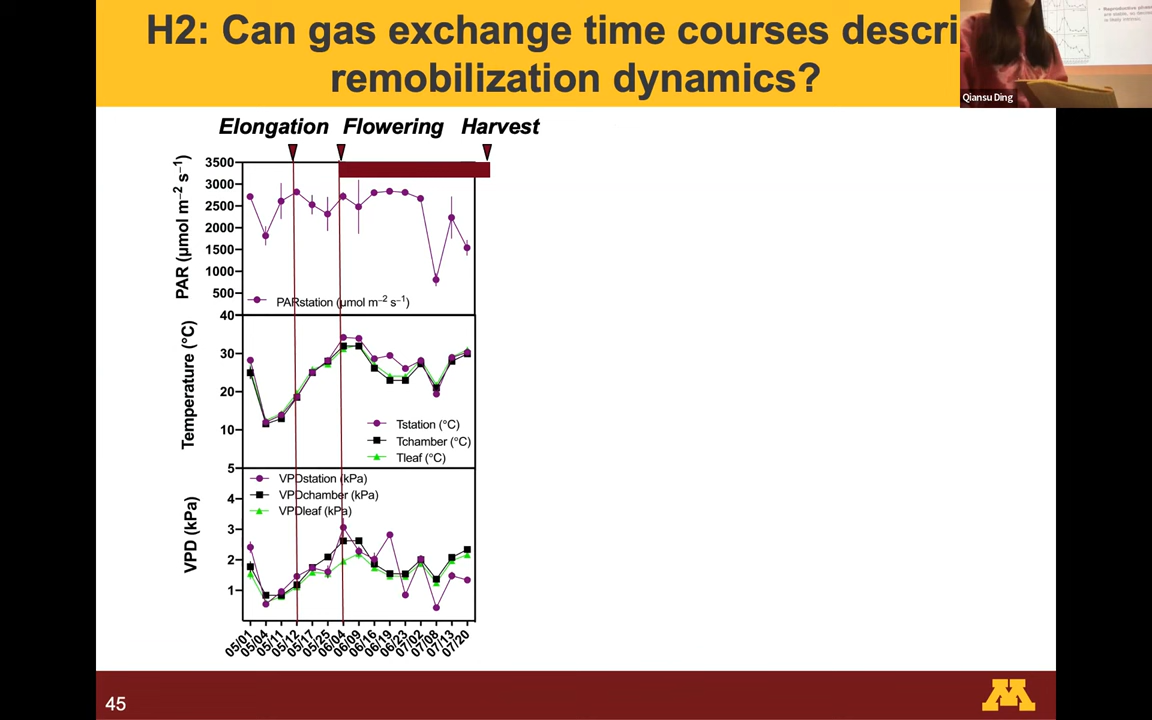 H2: Can gas exchange time courses descri
remobilization dynamics?
Qiansu Ding
Elongation Flowering Harvest
PAR (µmol m⁻² s⁻¹)
3500
3000
2500
2000
1500
1000
500
PARstation (µmol m⁻² s⁻¹)
Temperature (°C)
40
30
20
10
Tstation (°C)
Tchamber (°C)
Tleaf (°C)
VPD (kPa)
5
4
3
2
1
VPDstation (kPa)
VPDchamber (kPa)
VPDleaf (kPa)
05/01 05/04 05/11 05/12 05/17 05/25 06/04 06/09 06/16 06/19 06/23 07/02 07/08 07/13 07/20
45
M